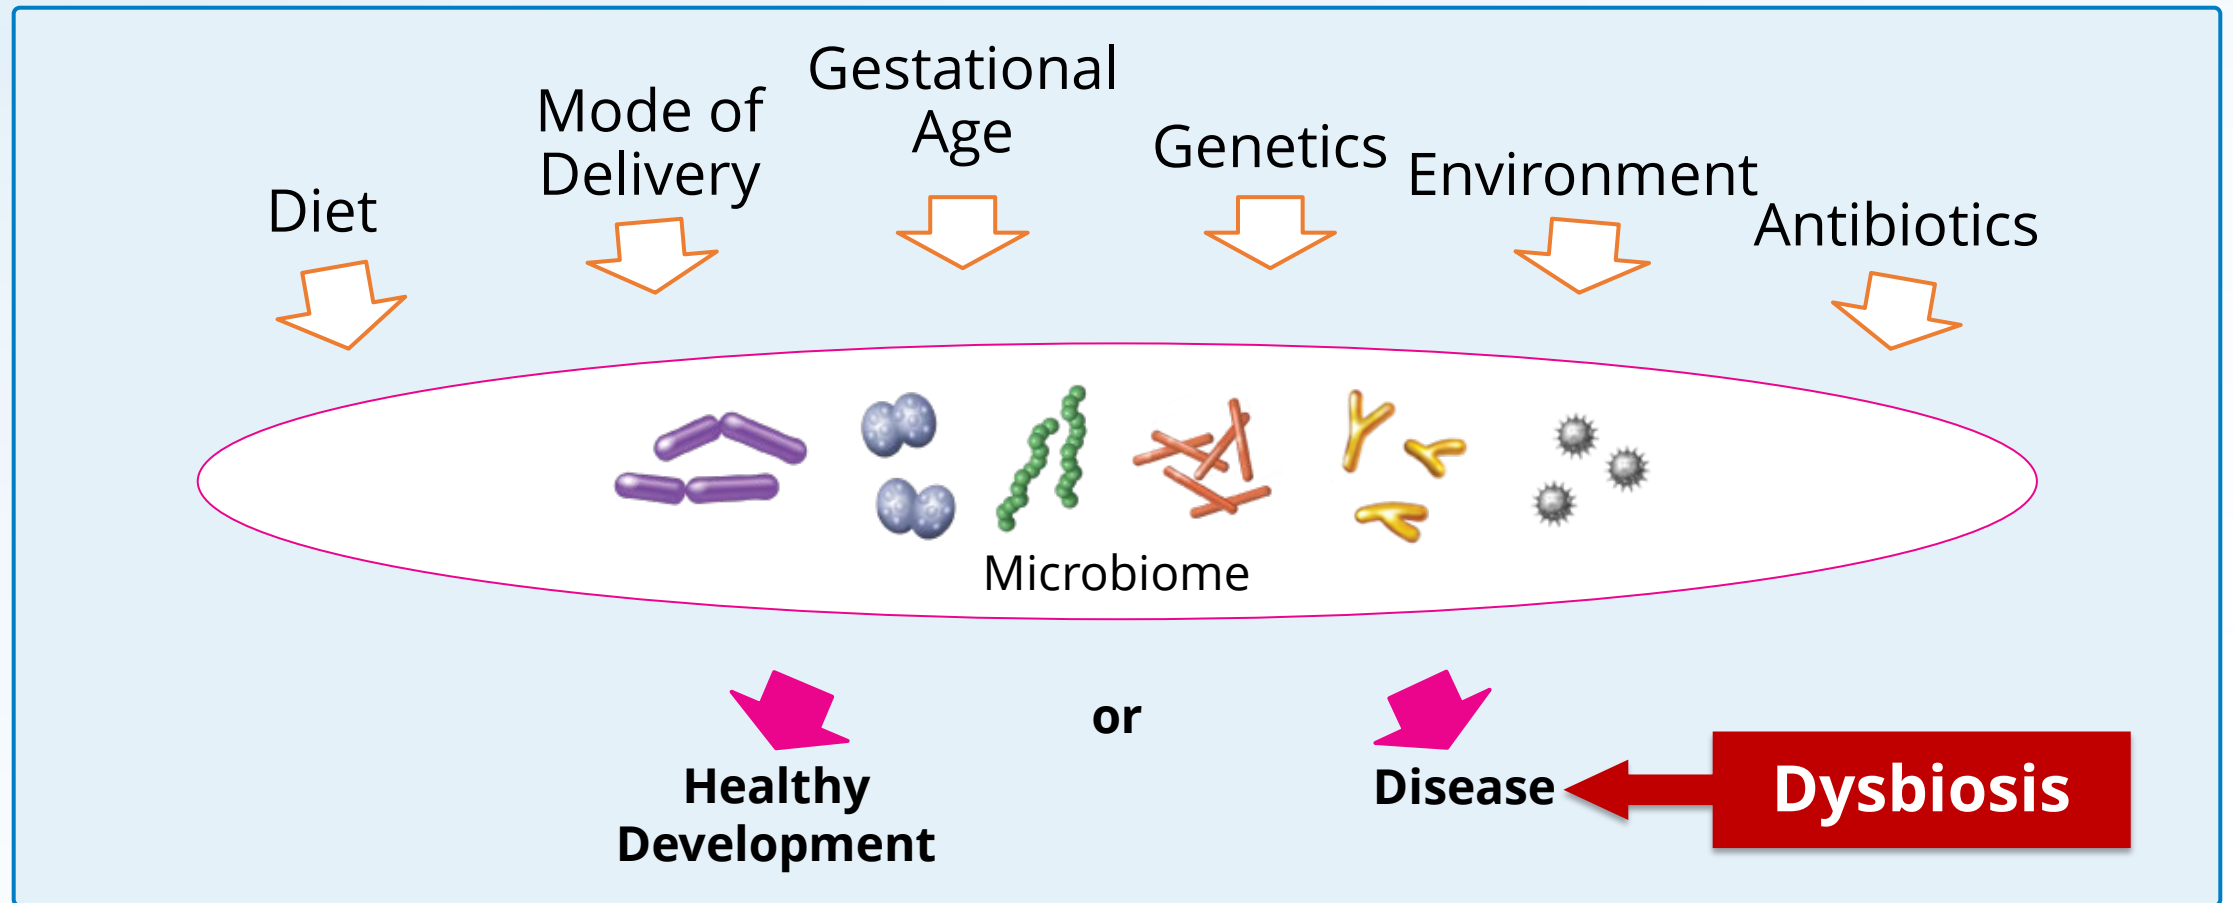 Diet
Mode of
Delivery
Gestational
Age
Genetics
Environment
Antibiotics
Microbiome
or
Healthy
Development
Disease
Dysbiosis